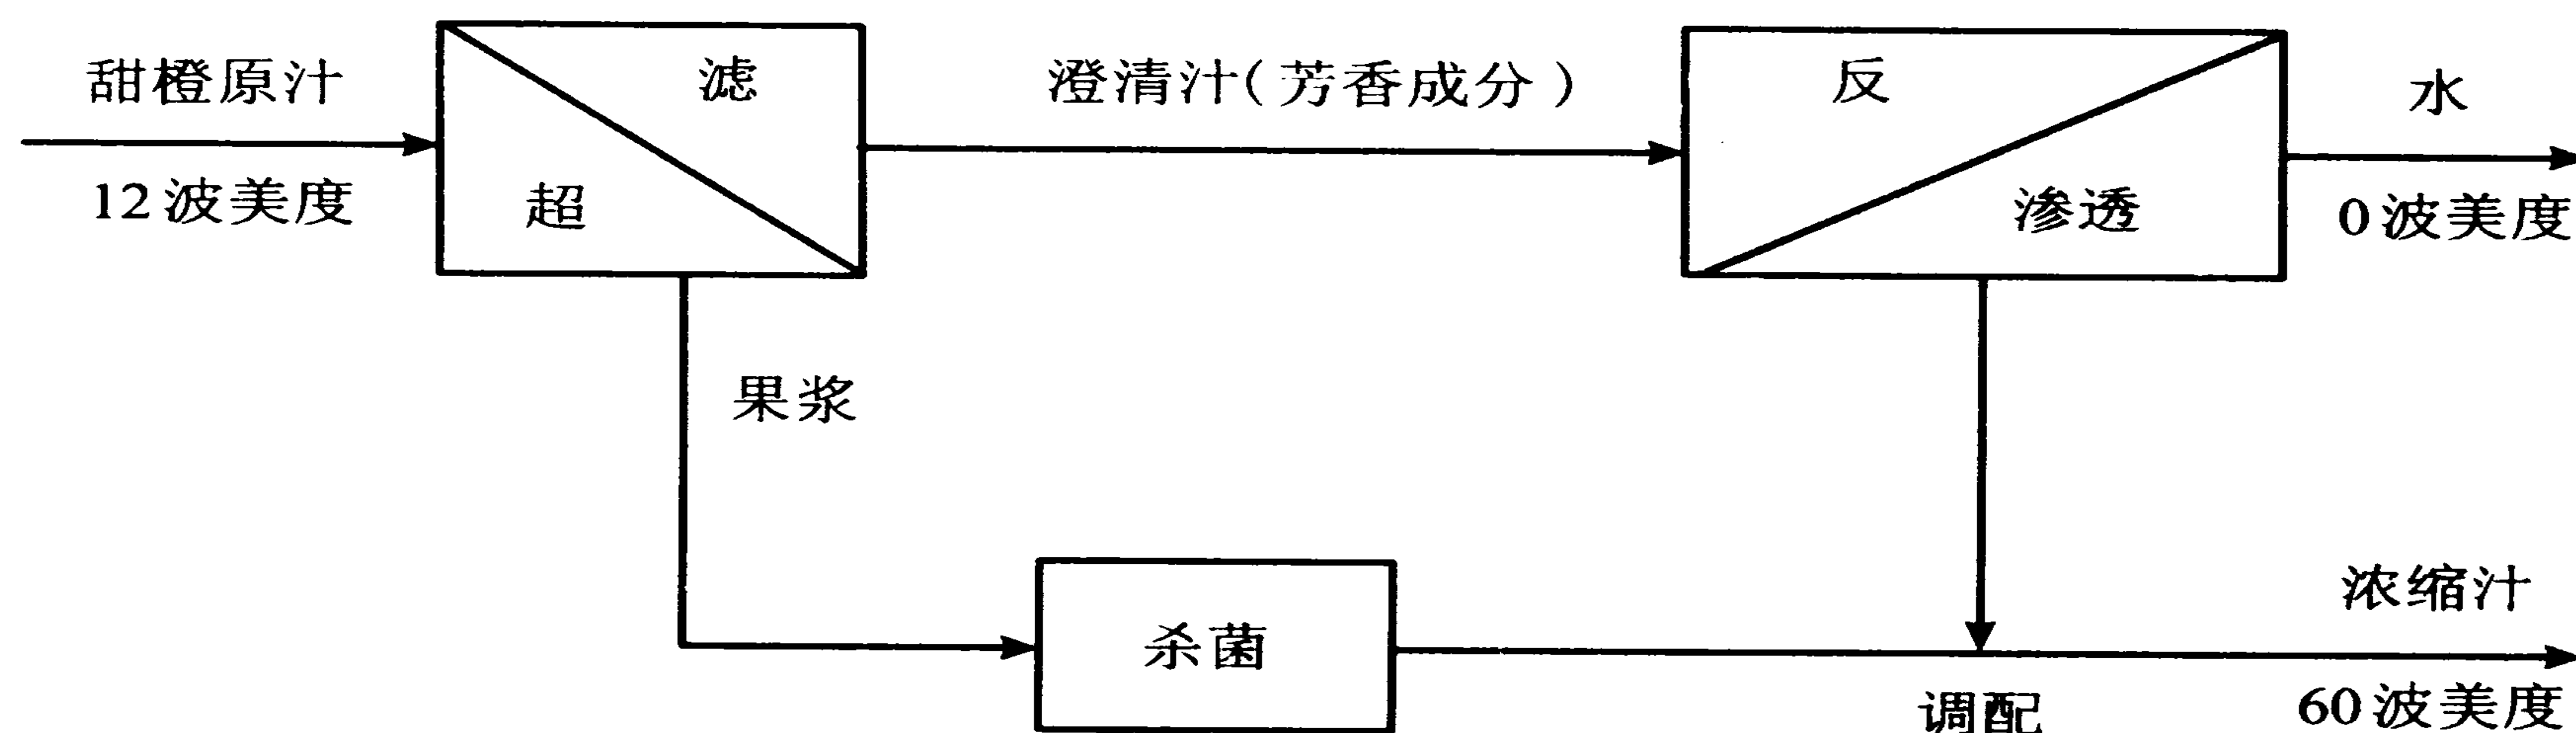 甜橙原汁
12波美度
超
滤
澄清汁(芳香成分)
反
渗透
水
0波美度
果浆
杀菌
调配
浓缩汁
60波美度